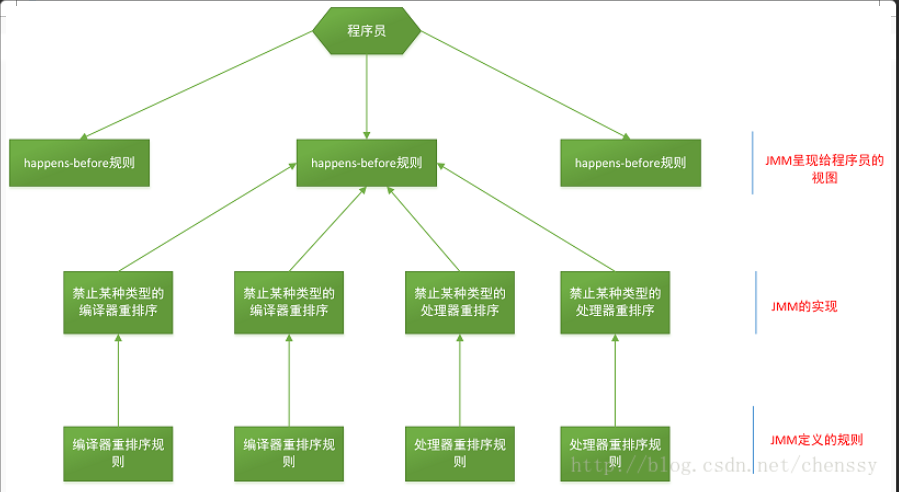 程序员
happens-before规则
happens-before规则
happens-before规则
JMM呈现给程序员的
视图
禁止某种类型的
编译器重排序
禁止某种类型的
编译器重排序
禁止某种类型的
处理器重排序
禁止某种类型的
处理器重排序
JMM的实现
编译器重排序规
则
编译器重排序规
则
处理器重排序规
则
处理器重排序规
则
JMM定义的规则
http://blog.csdn.net/chenssy